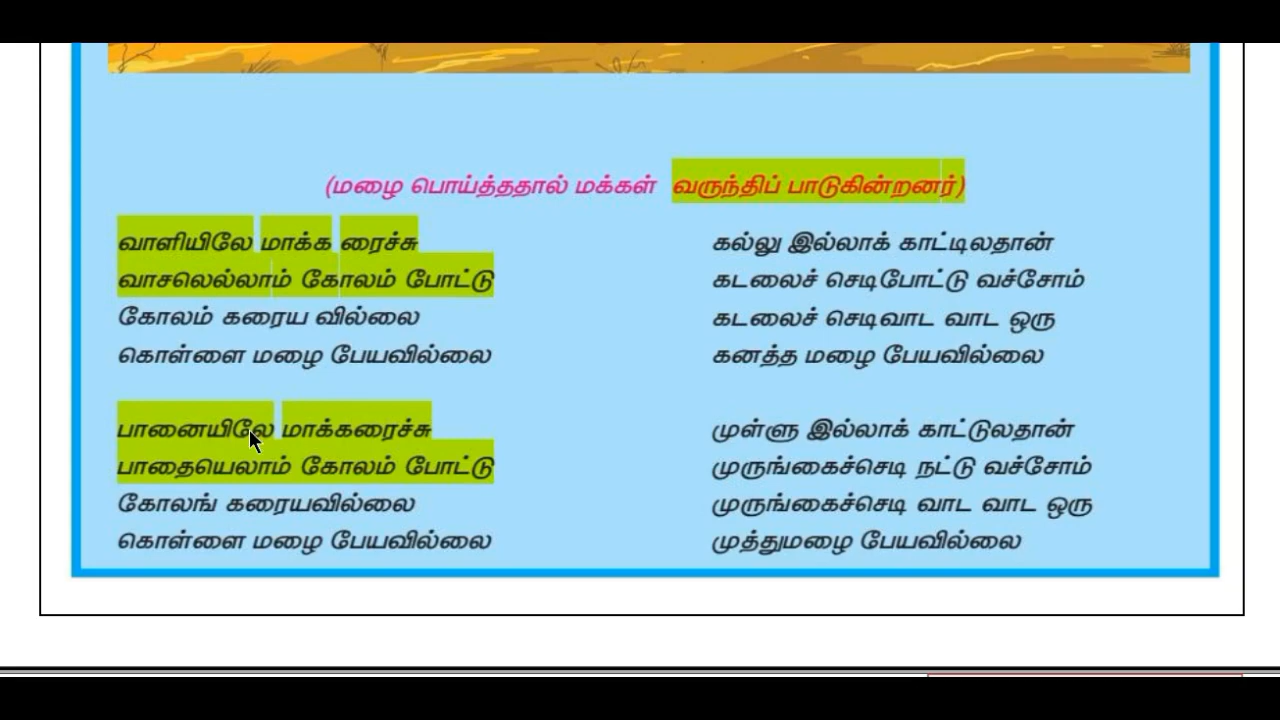 (மழை பொய்த்ததால் மக்கள் வருந்திப் பாடுகின்றனர்)
வாளியிலே மாக்க ரைச்சு
வாசலெல்லாம் கோலம் போட்டு
கோலம் கரைய வில்லை
கொள்ளை மழை பேயவில்லை
பானையிலே மாக்கரைச்சு
பாதையெலாம் கோலம் போட்டு
கோலங் கரையவில்லை
கொள்ளை மழை பேயவில்லை
கல்லு இல்லாக் காட்டிலதான்
கடலைச் செடிபோட்டு வச்சோம்
கடலைச் செடிவாட வாட ஒரு
கனத்த மழை பேயவில்லை
முள்ளு இல்லாக் காட்டுலதான்
முருங்கைச்செடி நட்டு வச்சோம்
முருங்கைச்செடி வாட வாட ஒரு
முத்துமழை பேயவில்லை